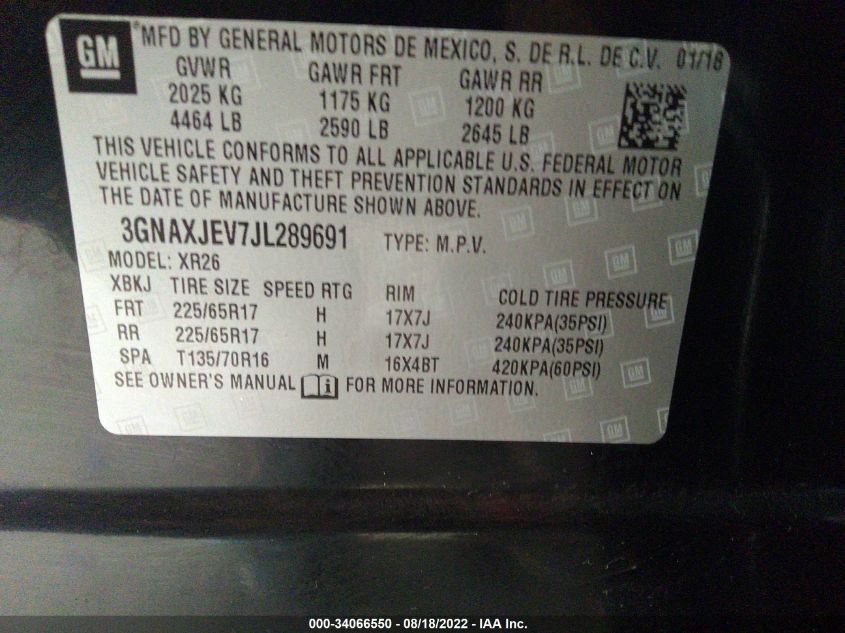 GM *MFD BY GENERAL MOTORS DE MEXICO, S. DE R.L. DE C.V. 01/18
GVWR GAWR FRT GAWR RR
2025 KG 1175 KG 1200 KG
4464 LB 2590 LB 2645 LB
THIS VEHICLE CONFORMS TO ALL APPLICABLE U.S. FEDERAL MOTOR
VEHICLE SAFETY AND THEFT PREVENTION STANDARDS IN EFFECT ON
THE DATE OF MANUFACTURE SHOWN ABOVE.
3GNAXJEV7JL289691 TYPE: M.P.V.
MODEL: XR26
XBKJ TIRE SIZE SPEED RTG RIM COLD TIRE PRESSURE
FRT 225/65R17 H 17X7J 240KPA(35PSI)
RR 225/65R17 H 17X7J 240KPA(35PSI)
SPA T135/70R16 M 16X4BT 420KPA(60PSI)
SEE OWNER'S MANUAL i FOR MORE INFORMATION.
000-34066550 - 08/18/2022 - IAA Inc.